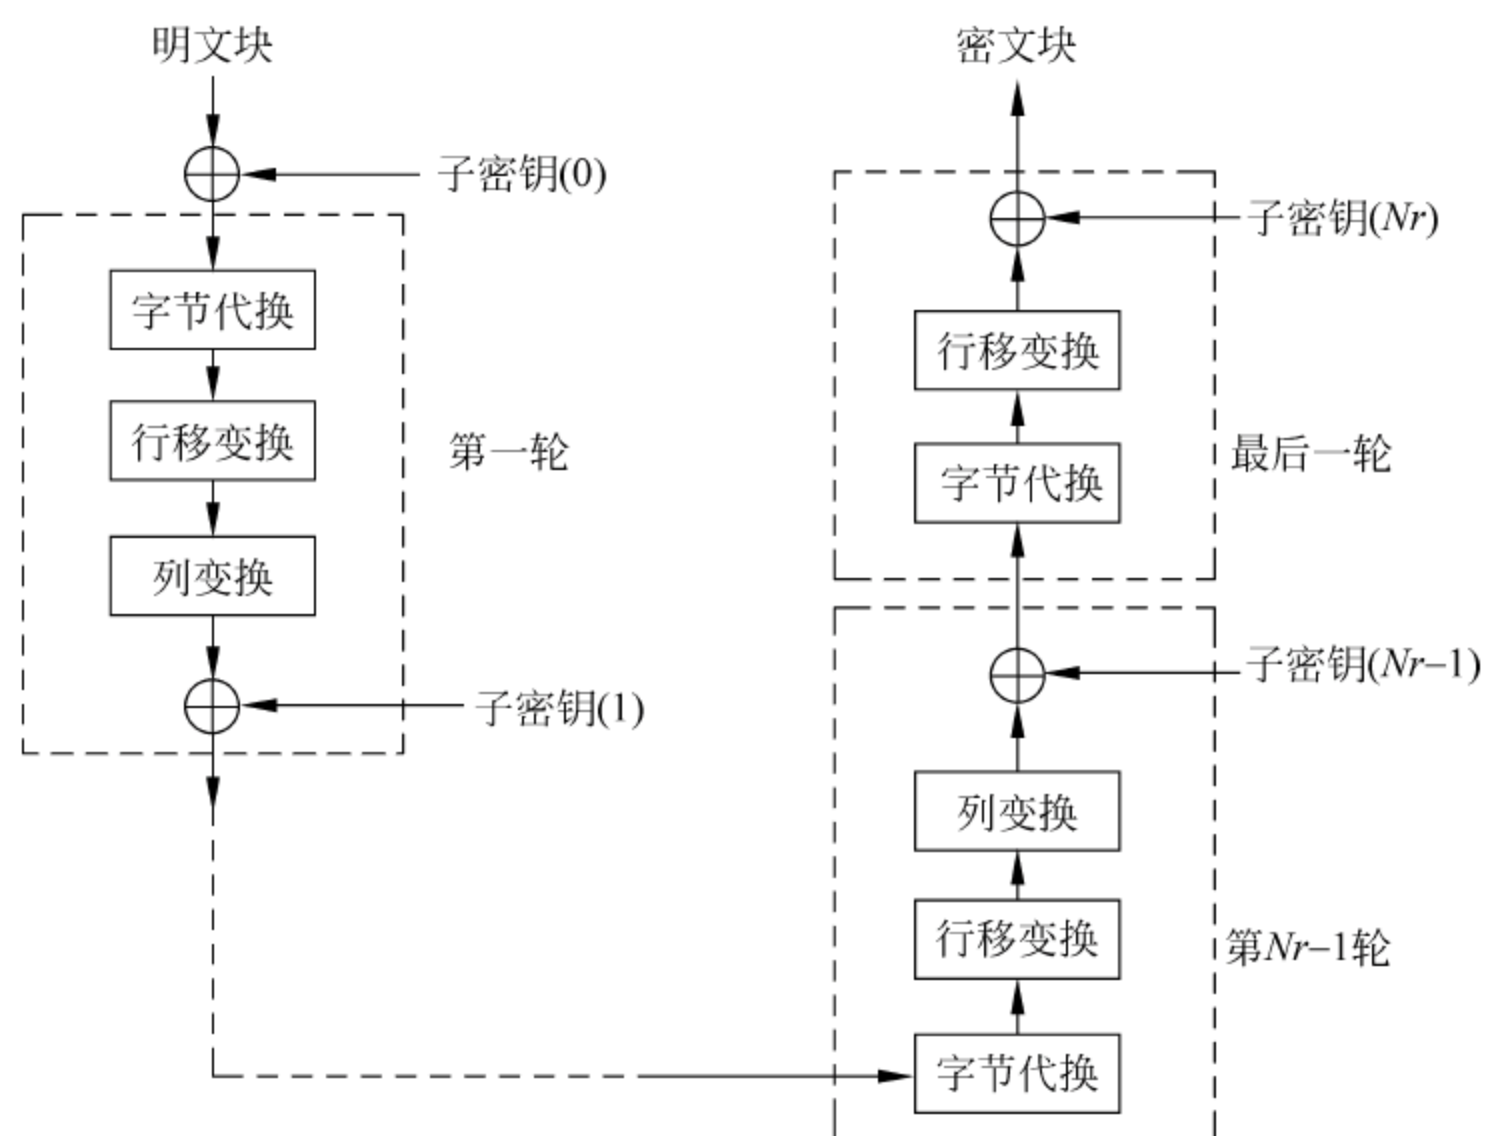 明文块
子密钥(0)
字节代换
行移变换
第一轮
列变换
子密钥(1)
密文块
子密钥(Nr)
行移变换
字节代换
最后一轮
子密钥(Nr–1)
列变换
行移变换
第Nr–1轮
字节代换